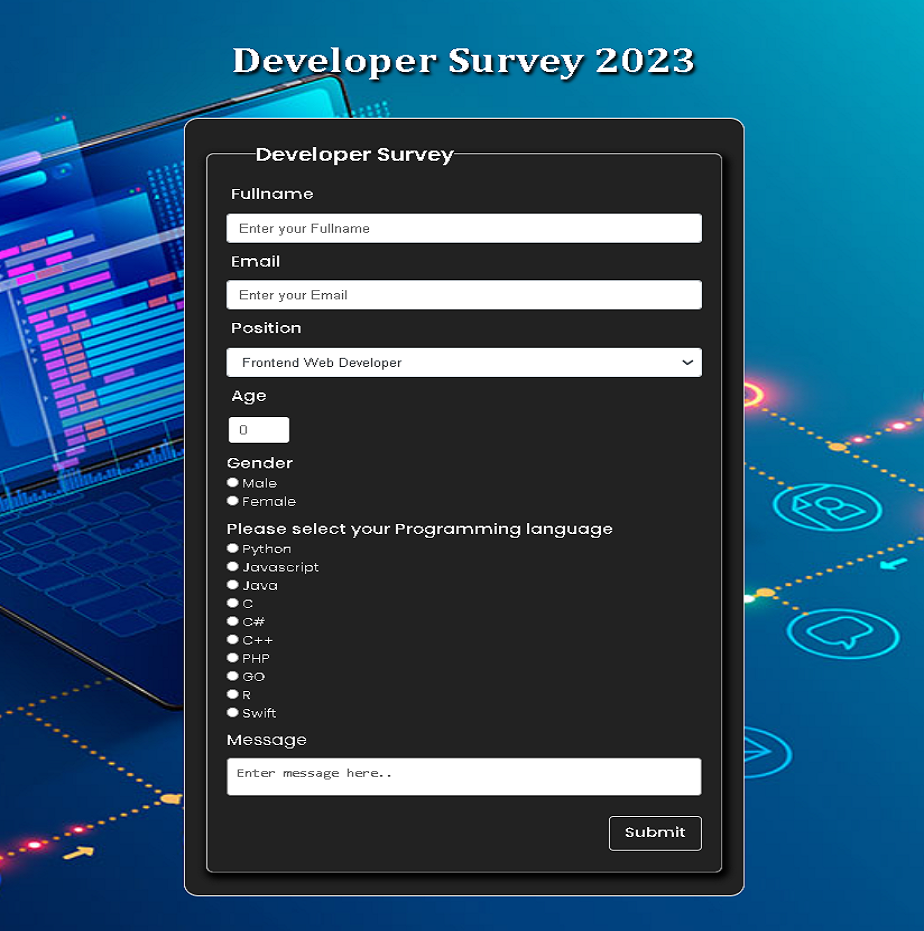 Developer Survey 2023
Developer Survey
Fullname
Enter your Fullname
Email
Enter your Email
Position
Frontend Web Developer
Age
0
Gender
Male
Female
Please select your Programming language
Python
Javascript
Java
C
C#
C++
PHP
GO
R
Swift
Message
Enter message here..
Submit